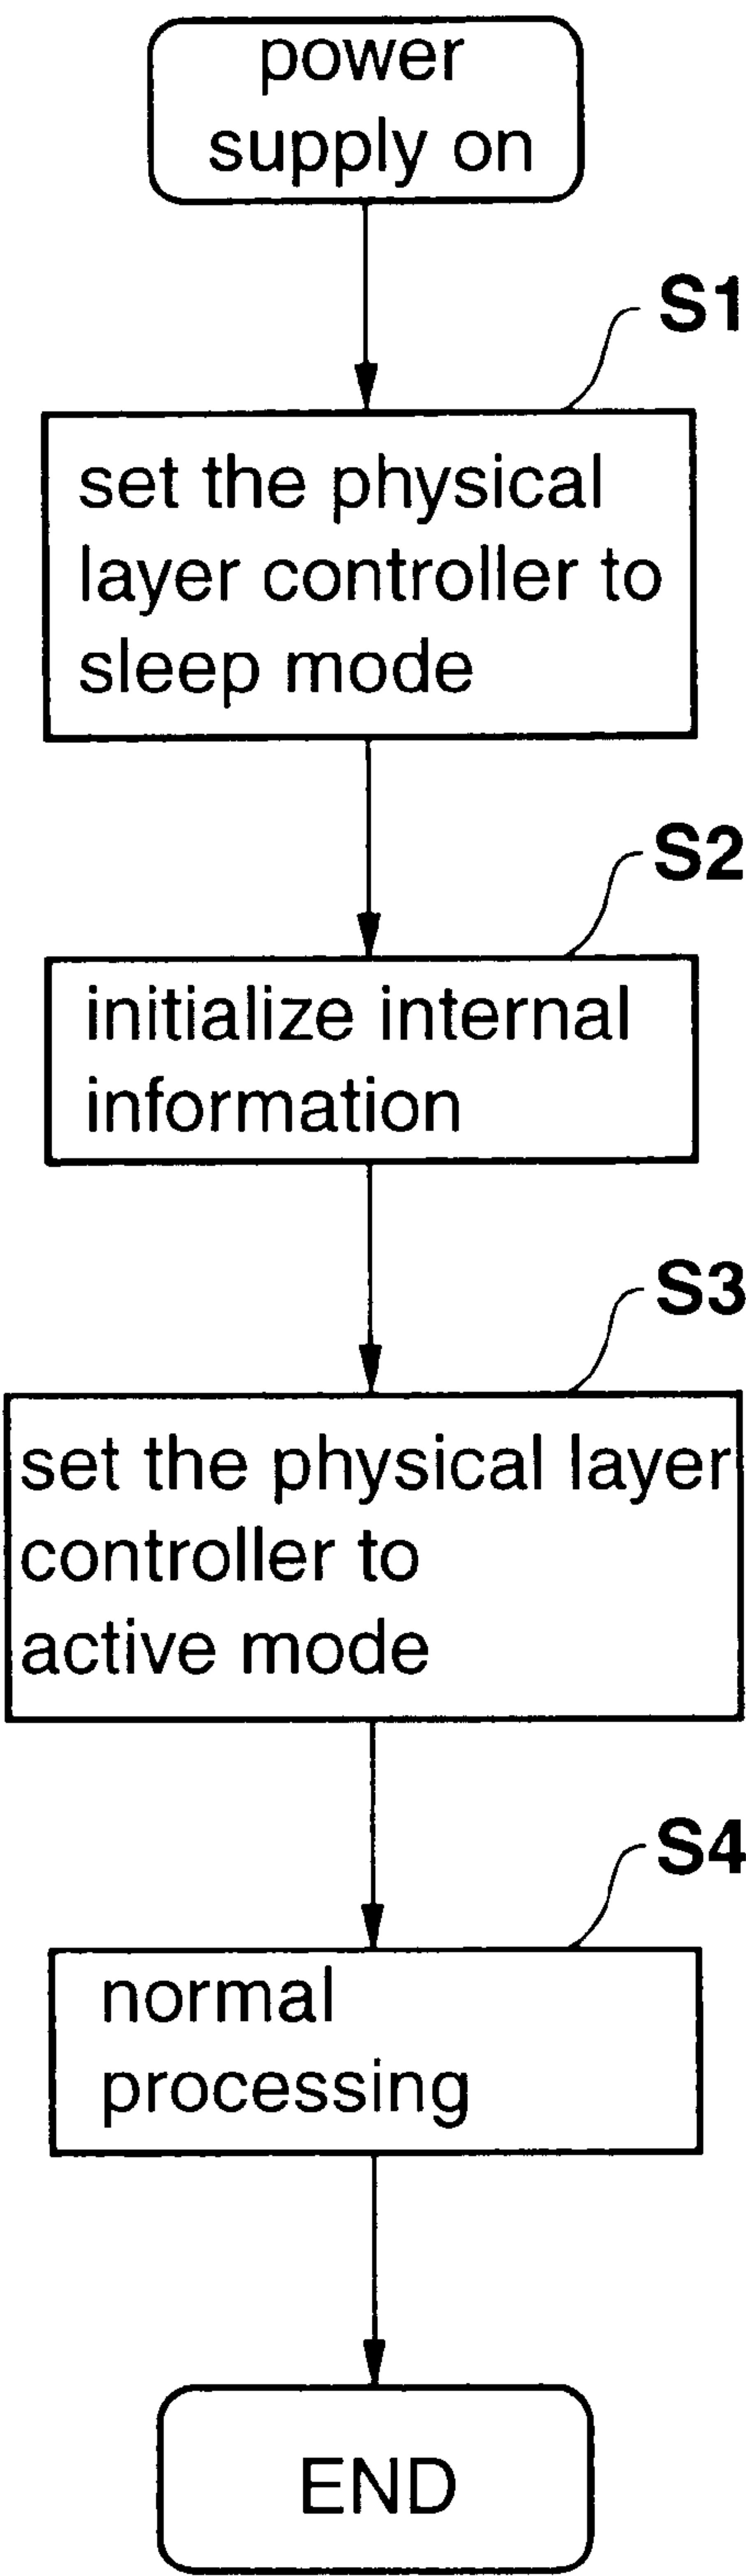 power
supply on
S1
set the physical
layer controller to
sleep mode
S2
initialize internal
information
S3
set the physical layer
controller to
active mode
S4
normal
processing
END